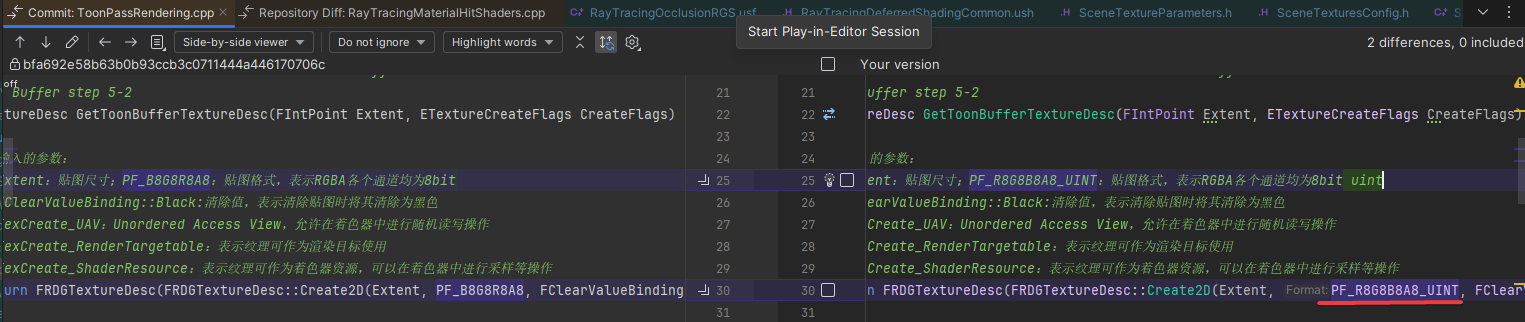 Commit: ToonPassRendering.cpp Repository Diff: RayTracingMaterialHitShaders.cpp RayTracingOcclusionRGS.usf RayTracingDeferredShadingCommon.ush SceneTextureParameters.h SceneTexturesConfig.h
Start Play-in-Editor Session
Side-by-side viewer Do not ignore Highlight words 2 differences, 0 included
bfa692e58b63b0b93ccb3c0711444a446170706c Your version
off
Buffer step 5-2 21 21 uffer step 5-2
tureDesc GetToonBufferTextureDesc(FIntPoint Extent, ETextureCreateFlags CreateFlags) 22 22 reDesc GetToonBufferTextureDesc(FIntPoint Extent, ETextureCreateFlags CreateFlags)
23 23
输入的参数： 24 24 的参数：
xtent：贴图尺寸；PF_B8G8R8A8：贴图格式，表示RGBA各个通道均为8bit 25 25 ent：贴图尺寸；PF_R8G8B8A8_UINT：贴图格式，表示RGBA各个通道均为8bit uint
ClearValueBinding::Black:清除值，表示清除贴图时将其清除为黑色 26 26 earValueBinding::Black:清除值，表示清除贴图时将其清除为黑色
exCreate_UAV：Unordered Access View，允许在着色器中进行随机读写操作 27 27 Create_UAV：Unordered Access View，允许在着色器中进行随机读写操作
exCreate_RenderTargetable：表示纹理可作为渲染目标使用 28 28 Create_RenderTargetable：表示纹理可作为渲染目标使用
exCreate_ShaderResource：表示纹理可作为着色器资源，可以在着色器中进行采样等操作 29 29 Create_ShaderResource：表示纹理可作为着色器资源，可以在着色器中进行采样等操作
urn FRDGTextureDesc(FRDGTextureDesc::Create2D(Extent, PF_B8G8R8A8, FClearValueBinding 30 30 n FRDGTextureDesc(FRDGTextureDesc::Create2D(Extent, Format: PF_R8G8B8A8_UINT, FClear
31 31